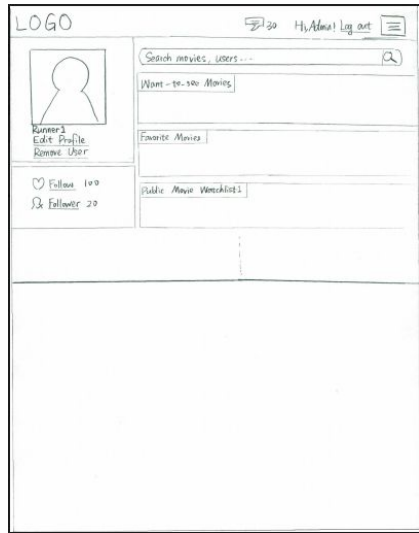 LOGO
30 Hi, Admin! Log out
Search movies, users...
Want-to-see Movies
Runner1
Edit Profile
Remove User
Favorite Movies
Follow 100
Follower 20
Public Movie Watchlist1